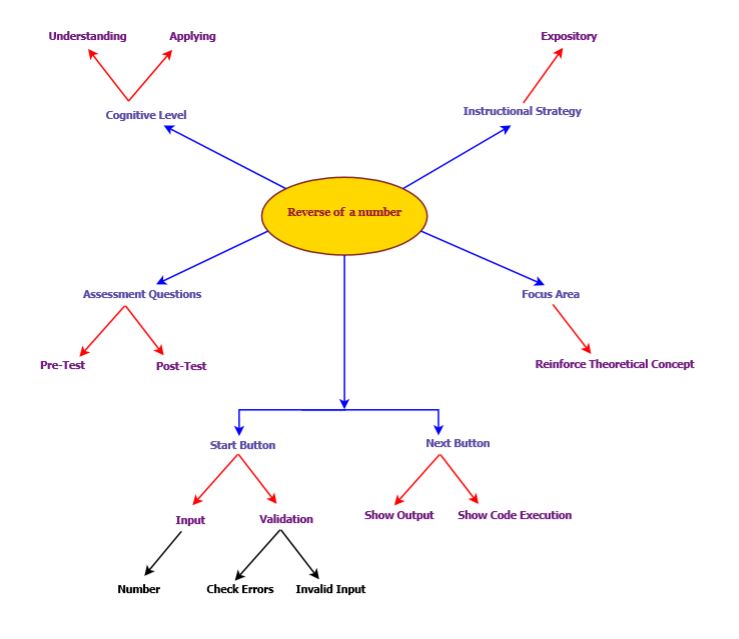 Understanding
Applying
Expository
Cognitive Level
Instructional Strategy
Reverse of a number
Assessment Questions
Focus Area
Pre-Test
Post-Test
Reinforce Theoretical Concept
Start Button
Next Button
Input
Validation
Show Output
Show Code Execution
Number
Check Errors
Invalid Input